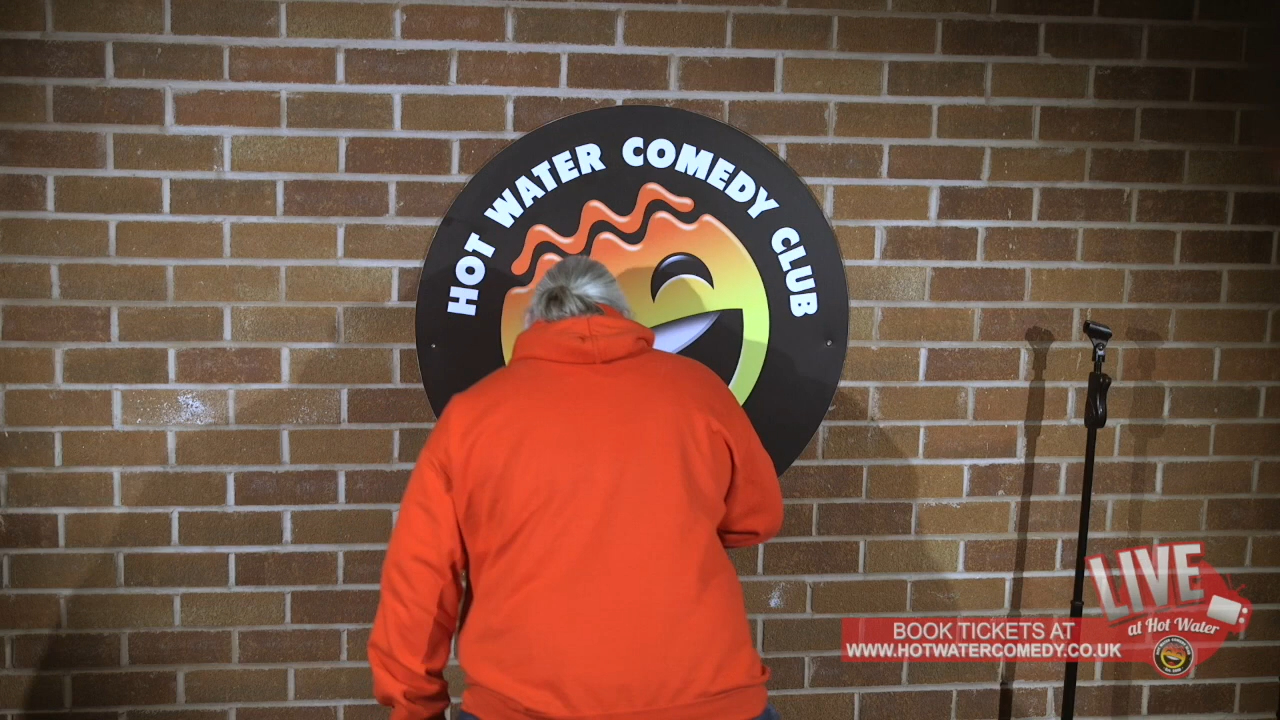 HOT WATER COMEDY CLUB
LIVE
at Hot Water
BOOK TICKETS AT
WWW.HOTWATERCOMEDY.CO.UK